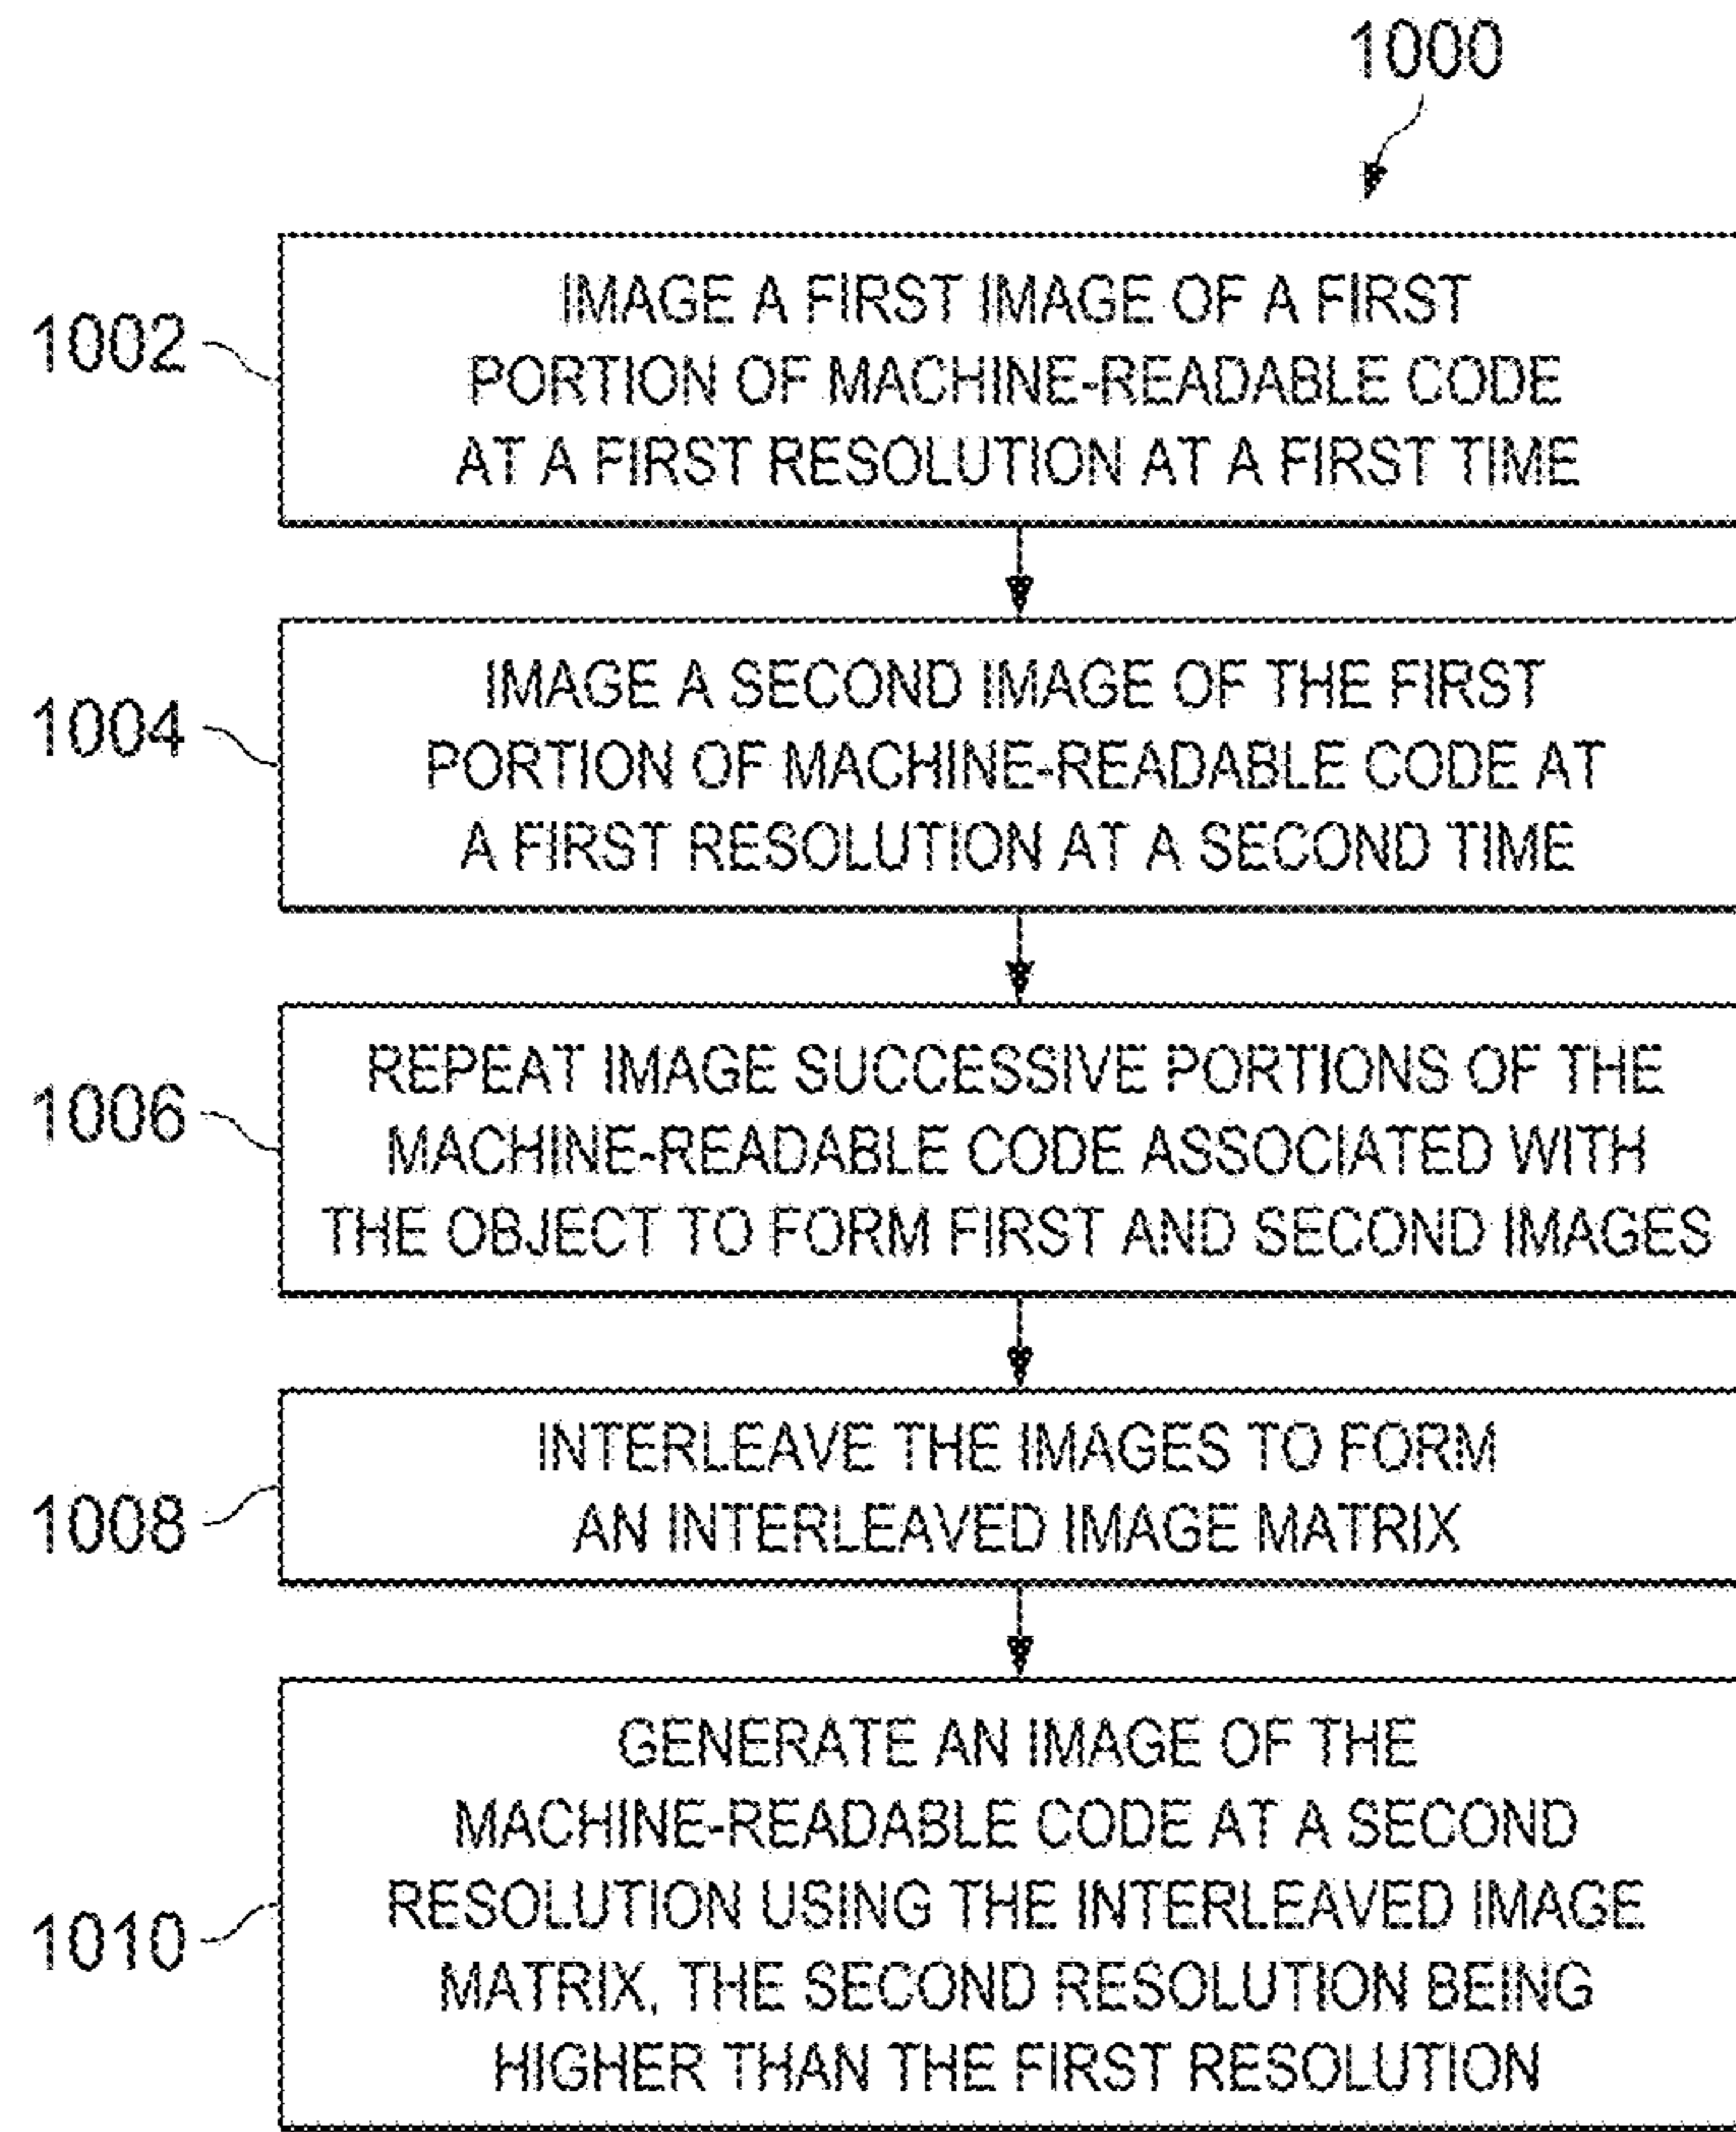 1000
1002
IMAGE A FIRST IMAGE OF A FIRST
PORTION OF MACHINE-READABLE CODE
AT A FIRST RESOLUTION AT A FIRST TIME
1004
IMAGE A SECOND IMAGE OF THE FIRST
PORTION OF MACHINE-READABLE CODE AT
A FIRST RESOLUTION AT A SECOND TIME
1006
REPEAT IMAGE SUCCESSIVE PORTIONS OF THE
MACHINE-READABLE CODE ASSOCIATED WITH
THE OBJECT TO FORM FIRST AND SECOND IMAGES
1008
INTERLEAVE THE IMAGES TO FORM
AN INTERLEAVED IMAGE MATRIX
1010
GENERATE AN IMAGE OF THE
MACHINE-READABLE CODE AT A SECOND
RESOLUTION USING THE INTERLEAVED IMAGE
MATRIX, THE SECOND RESOLUTION BEING
HIGHER THAN THE FIRST RESOLUTION